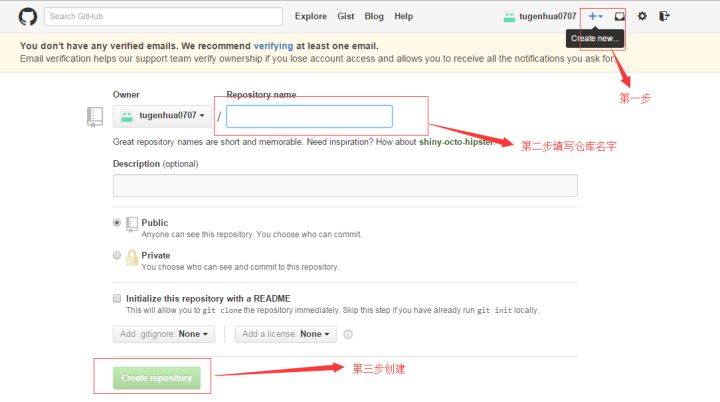 Search GitHub
Explore Gist Blog Help
tugenhua0707
Create new...
You don't have any verified emails. We recommend verifying at least one email.
Email verification helps our support team verify ownership if you lose account access and allows you to receive all the notifications you ask for.
第一步
Owner Repository name
tugenhua0707 /
第二步填写仓库名字
Great repository names are short and memorable. Need inspiration? How about shiny-octo-hipster.
Description (optional)
Public
Anyone can see this repository. You choose who can commit.
Private
You choose who can see and commit to this repository.
Initialize this repository with a README
This will allow you to git clone the repository immediately. Skip this step if you have already run git init locally.
Add .gitignore: None Add a license: None
第三步创建
Create repository